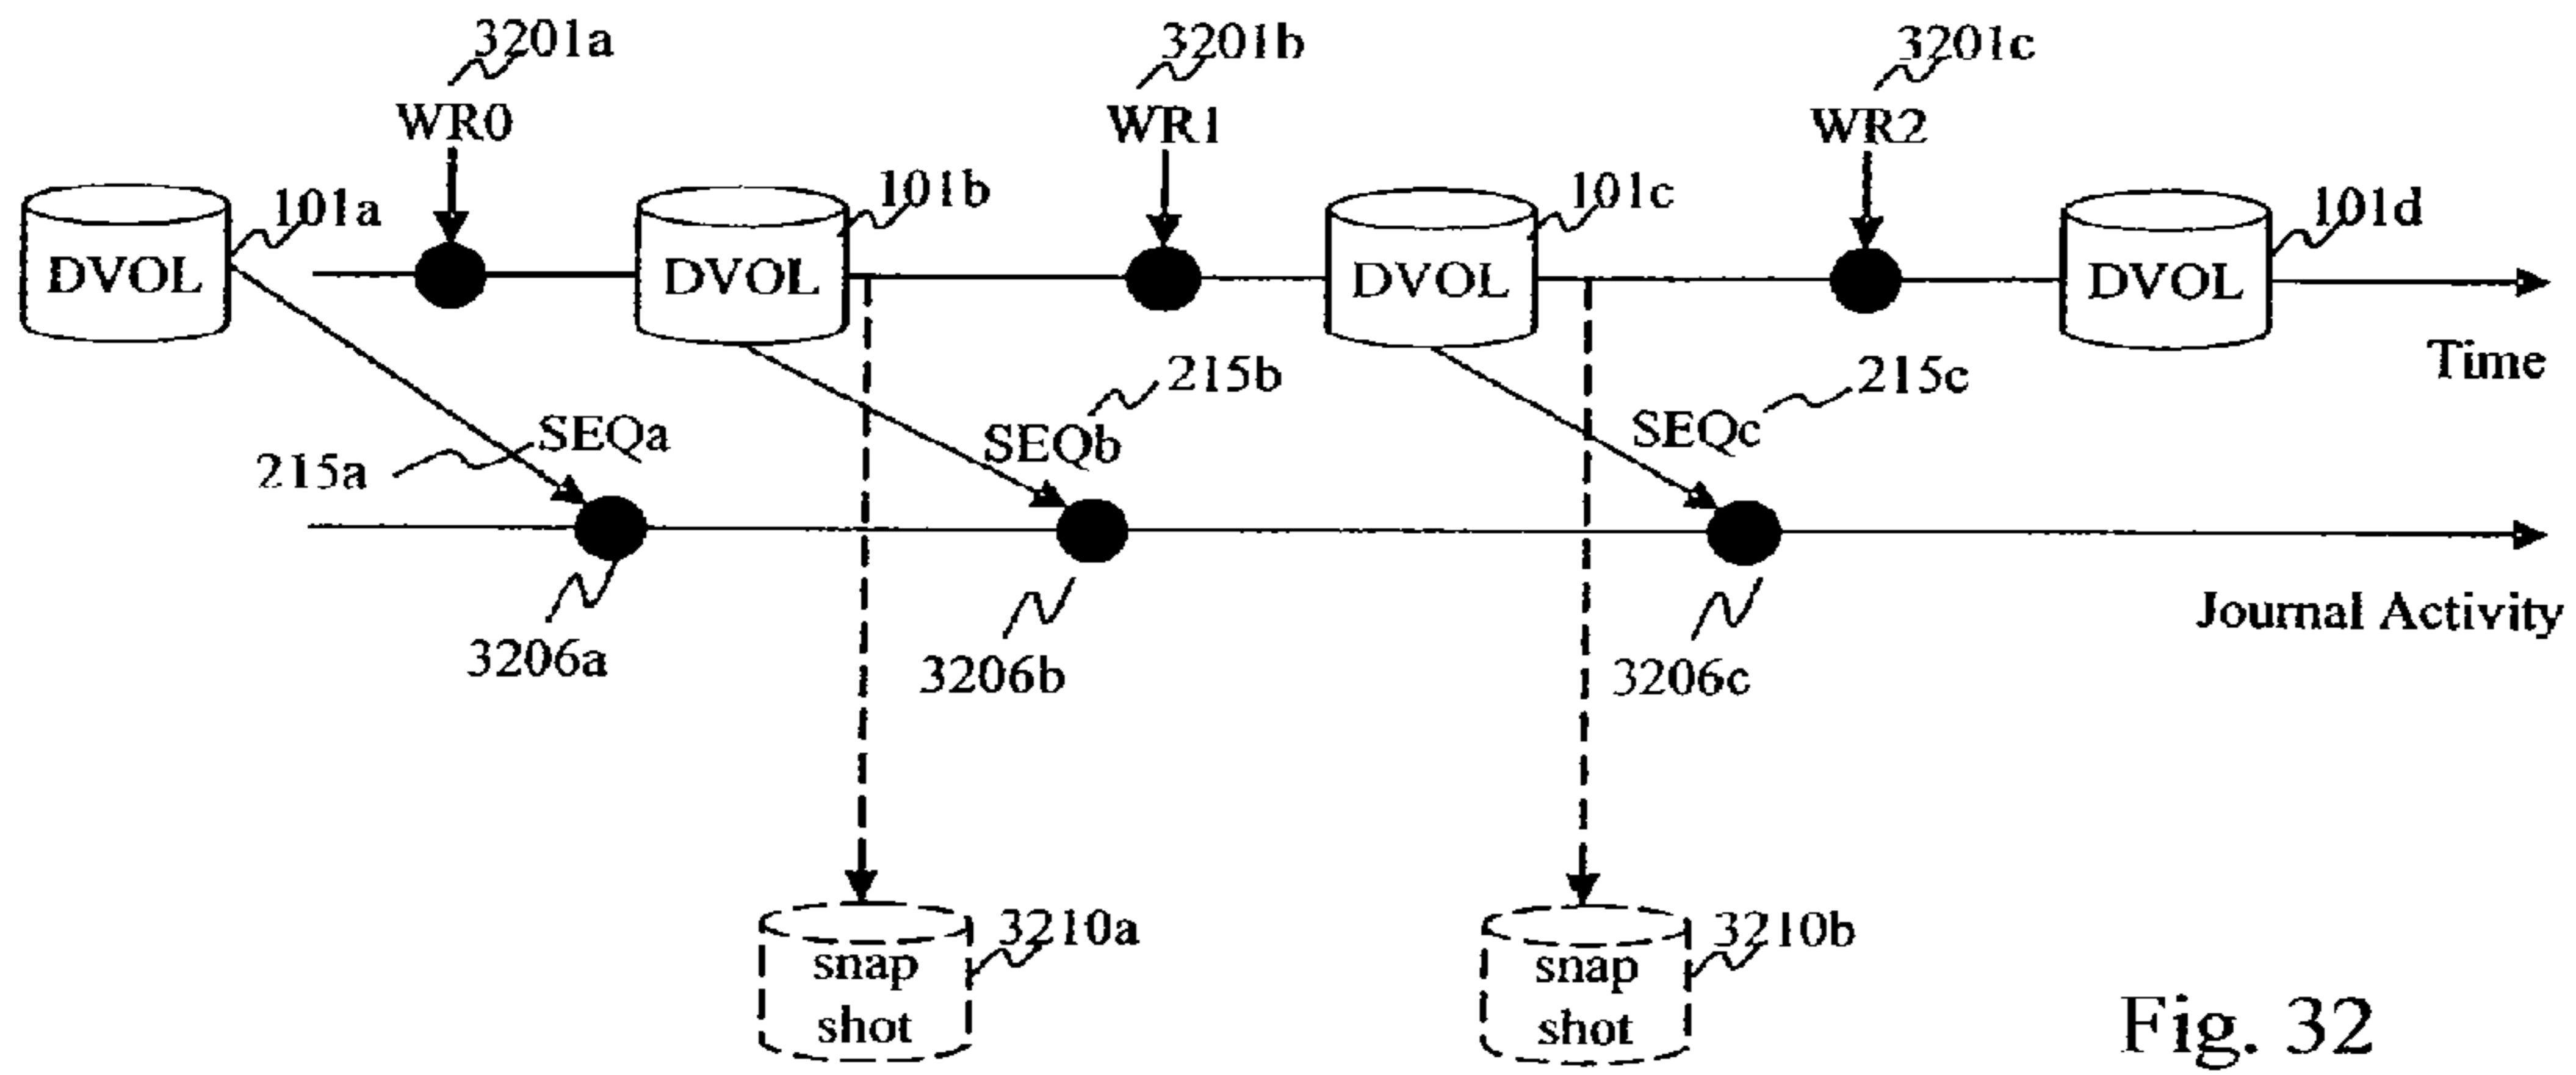 3201a
3201b
3201c
WR0
WR1
WR2
101a
101b
101c
101d
DVOL
DVOL
DVOL
DVOL
Time
215b
215c
SEQa
SEQb
SEQc
215a
Journal Activity
3206a
3206b
3206c
3210a
3210b
snap
shot
snap
shot
Fig. 32